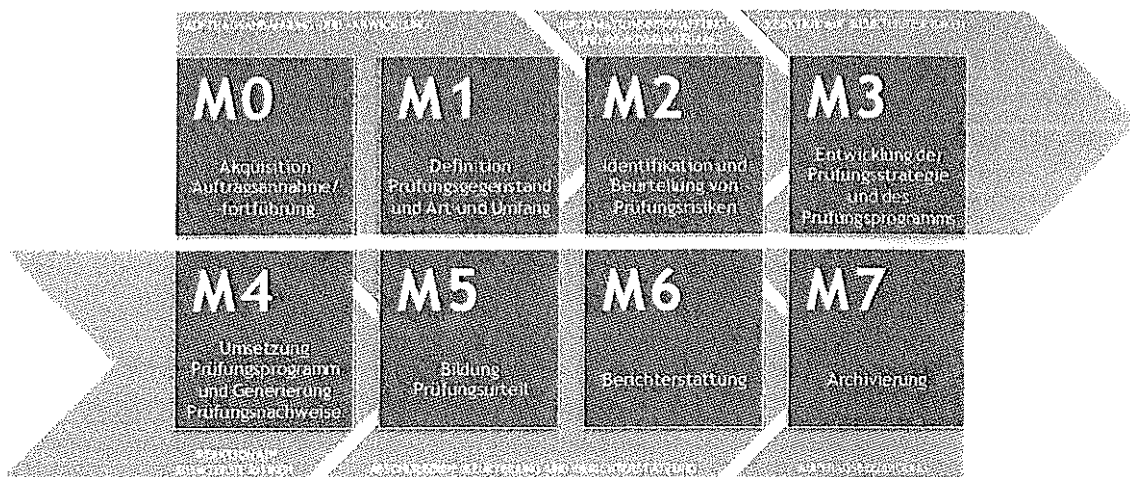 M0
Akquisition
Auftragsannahme/
fortführung
M1
Definition
Prüfungsgegenstand
und Art und Umfang
M2
Identifikation und
Beurteilung von
Prüfungsrisiken
M3
Entwicklung der
Prüfungsstrategie
und des
Prüfungsprogramms
M4
Umsetzung
Prüfungsprogramm
und Generierung
Prüfungsnachweise
M5
Bildung
Prüfungsurteil
M6
Berichterstattung
M7
Archivierung